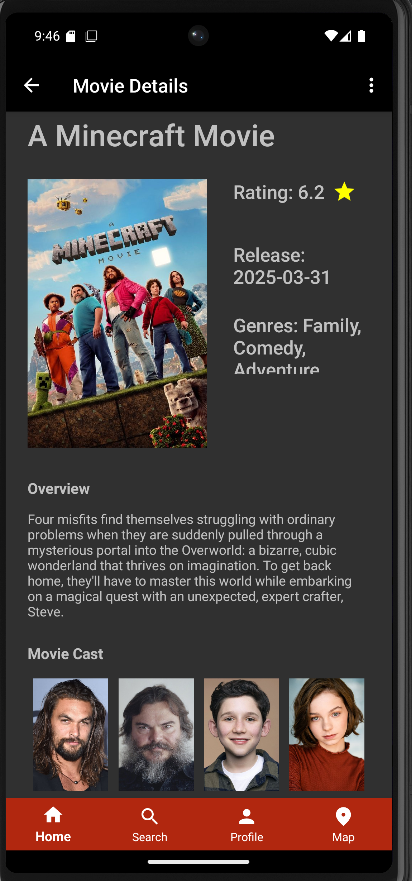 9:46
Movie Details
A Minecraft Movie
A
MINECRAFT
MOVIE
Rating: 6.2
Release:
2025-03-31
Genres: Family,
Comedy,
Adventure
Overview
Four misfits find themselves struggling with ordinary
problems when they are suddenly pulled through a
mysterious portal into the Overworld: a bizarre, cubic
wonderland that thrives on imagination. To get back
home, they'll have to master this world while embarking
on a magical quest with an unexpected, expert crafter,
Steve.
Movie Cast
Home
Search
Profile
Map